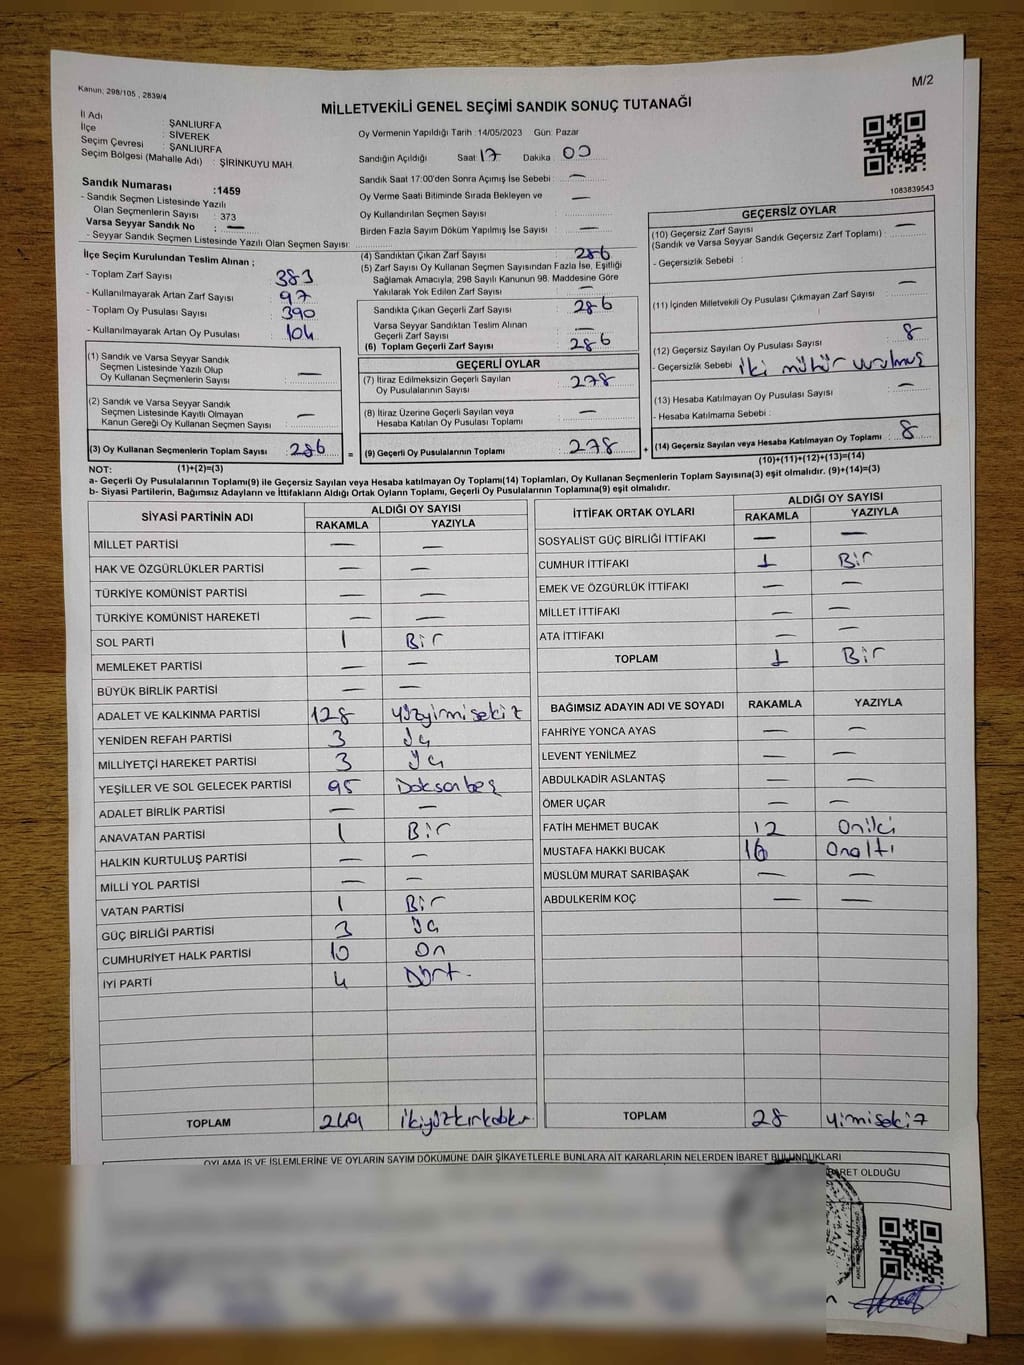 Kanun; 298/105 , 2839/4
M/2
MİLLETVEKİLİ GENEL SEÇİMİ SANDIK SONUÇ TUTANAĞI
İl Adı : ŞANLIURFA
İlçe : SİVEREK
Seçim Çevresi : ŞANLIURFA
Seçim Bölgesi (Mahalle Adı) : ŞİRİNKUYU MAH.
Oy Vermenin Yapıldığı Tarih : 14/05/2023 Gün: Pazar
Sandığın Açıldığı Saat 17 Dakika : 00
Sandık Saat 17:00'den Sonra Açımış İse Sebebi : —
Oy Verme Saati Bitiminde Sırada Bekleyen ve —
Oy Kullandırılan Seçmen Sayısı :
Birden Fazla Sayım Döküm Yapılmış İse Sayısı : —
1083839543
Sandık Numarası :1459
- Sandık Seçmen Listesinde Yazılı
Olan Seçmenlerin Sayısı : 373
Varsa Seyyar Sandık No : —
- Seyyar Sandık Seçmen Listesinde Yazılı Olan Seçmen Sayısı:
İlçe Seçim Kurulundan Teslim Alınan ;
- Toplam Zarf Sayısı : 383
- Kullanılmayarak Artan Zarf Sayısı : 97
- Toplam Oy Pusulası Sayısı : 390
- Kullanılmayarak Artan Oy Pusulası : 104
(1) Sandık ve Varsa Seyyar Sandık
Seçmen Listesinde Yazılı Olup
Oy Kullanan Seçmenlerin Sayısı : —
(2) Sandık ve Varsa Seyyar Sandık
Seçmen Listesinde Kayıtlı Olmayan
Kanun Gereği Oy Kullanan Seçmen Sayısı : —
(3) Oy Kullanan Seçmenlerin Toplam Sayısı : 286
(4) Sandıktan Çıkan Zarf Sayısı : 286
(5) Zarf Sayısı Oy Kullanan Seçmen Sayısından Fazla İse, Eşitliği
Sağlamak Amacıyla, 298 Sayılı Kanunun 98. Maddesine Göre
Yakılarak Yok Edilen Zarf Sayısı : —
Sandıkta Çıkan Geçerli Zarf Sayısı : 286
Varsa Seyyar Sandıktan Teslim Alınan
Geçerli Zarf Sayısı : —
(6) Toplam Geçerli Zarf Sayısı : 286
GEÇERLİ OYLAR
(7) İtiraz Edilmeksizin Geçerli Sayılan
Oy Pusulalarının Sayısı : 278
(8) İtiraz Üzerine Geçerli Sayılan veya
Hesaba Katılan Oy Pusulası Toplamı : —
= (9) Geçerli Oy Pusulalarının Toplamı : 278
GEÇERSİZ OYLAR
(10) Geçersiz Zarf Sayısı
(Sandık ve Varsa Seyyar Sandık Geçersiz Zarf Toplamı) : —
- Geçersizlik Sebebi :
(11) İçinden Milletvekili Oy Pusulası Çıkmayan Zarf Sayısı : —
(12) Geçersiz Sayılan Oy Pusulası Sayısı : 8
- Geçersizlik Sebebi : iki mühür vurulmuş
(13) Hesaba Katılmayan Oy Pusulası Sayısı : —
- Hesaba Katılmama Sebebi :
+ (14) Geçersiz Sayılan veya Hesaba Katılmayan Oy Toplamı : 8
NOT: (1)+(2)=(3)
(10)+(11)+(12)+(13)=(14)
a- Geçerli Oy Pusulalarının Toplamı(9) ile Geçersiz Sayılan veya Hesaba katılmayan Oy Toplamı(14) Toplamları, Oy Kullanan Seçmenlerin Toplam Sayısına(3) eşit olmalıdır. (9)+(14)=(3)
b- Siyasi Partilerin, Bağımsız Adayların ve İttifakların Aldığı Ortak Oyların Toplamı, Geçerli Oy Pusulalarının Toplamına(9) eşit olmalıdır.
SİYASİ PARTİNİN ADI ALDIĞI OY SAYISI
RAKAMLA YAZIYLA
MİLLET PARTİSİ — —
HAK VE ÖZGÜRLÜKLER PARTİSİ — —
TÜRKİYE KOMÜNİST PARTİSİ — —
TÜRKİYE KOMÜNİST HAREKETİ — —
SOL PARTİ 1 Bir
MEMLEKET PARTİSİ — —
BÜYÜK BİRLİK PARTİSİ — —
ADALET VE KALKINMA PARTİSİ 128 yüzyirmisekiz
YENİDEN REFAH PARTİSİ 3 Üç
MİLLİYETÇİ HAREKET PARTİSİ 3 Üç
YEŞİLLER VE SOL GELECEK PARTİSİ 95 Doksanbeş
ADALET BİRLİK PARTİSİ — —
ANAVATAN PARTİSİ 1 Bir
HALKIN KURTULUŞ PARTİSİ — —
MİLLİ YOL PARTİSİ — —
VATAN PARTİSİ 1 Bir
GÜÇ BİRLİĞİ PARTİSİ 3 Üç
CUMHURİYET HALK PARTİSİ 10 On
İYİ PARTİ 4 Dört
TOPLAM 249
İTTİFAK ORTAK OYLARI ALDIĞI OY SAYISI
RAKAMLA YAZIYLA
SOSYALİST GÜÇ BİRLİĞİ İTTİFAKI — —
CUMHUR İTTİFAKI 1 Bir
EMEK VE ÖZGÜRLÜK İTTİFAKI — —
MİLLET İTTİFAKI — —
ATA İTTİFAKI — —
TOPLAM 1 Bir
BAĞIMSIZ ADAYIN ADI VE SOYADI RAKAMLA YAZIYLA
FAHRİYE YONCA AYAS — —
LEVENT YENİLMEZ — —
ABDULKADİR ASLANTAŞ — —
ÖMER UÇAR — —
FATİH MEHMET BUCAK 12 Oniki
MUSTAFA HAKKI BUCAK 16 Onaltı
MÜSLÜM MURAT SARIBAŞAK — —
ABDULKERİM KOÇ — —
TOPLAM 28 yimisekiz
OYLAMA İŞ VE İŞLEMLERİNE VE OYLARIN SAYIM DÖKÜMÜNE DAİR ŞİKAYETLERLE BUNLARA AİT KARARLARIN NELERDEN İBARET BULUNDUKLARI
BARET OLDUĞU